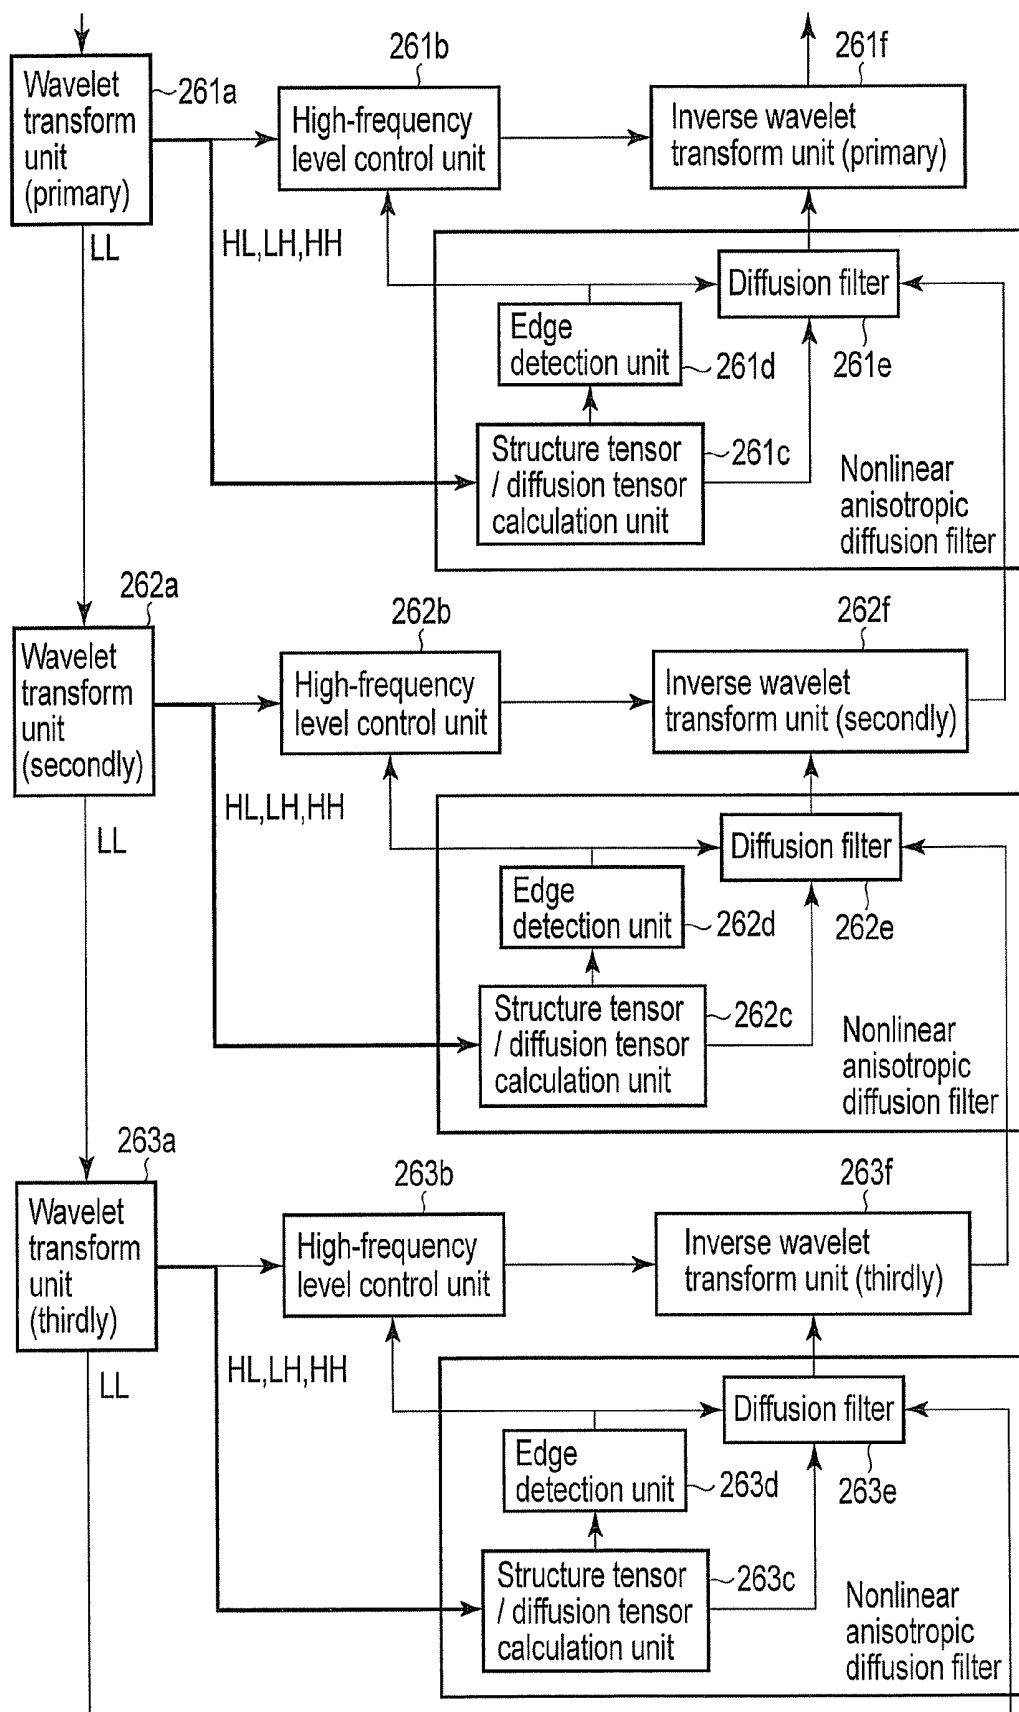 261b
261f
Wavelet
transform
unit
(primary)
261a
High-frequency
level control unit
Inverse wavelet
transform unit (primary)
LL
HL,LH,HH
Diffusion filter
Edge
detection unit
261d
261e
Structure tensor
/ diffusion tensor
calculation unit
261c
Nonlinear
anisotropic
diffusion filter
262a
262b
262f
Wavelet
transform
unit
(secondly)
High-frequency
level control unit
Inverse wavelet
transform unit (secondly)
LL
HL,LH,HH
Diffusion filter
Edge
detection unit
262d
262e
Structure tensor
/ diffusion tensor
calculation unit
262c
Nonlinear
anisotropic
diffusion filter
263a
263b
263f
Wavelet
transform
unit
(thirdly)
High-frequency
level control unit
Inverse wavelet
transform unit (thirdly)
LL
HL,LH,HH
Diffusion filter
Edge
detection unit
263d
263e
Structure tensor
/ diffusion tensor
calculation unit
263c
Nonlinear
anisotropic
diffusion filter